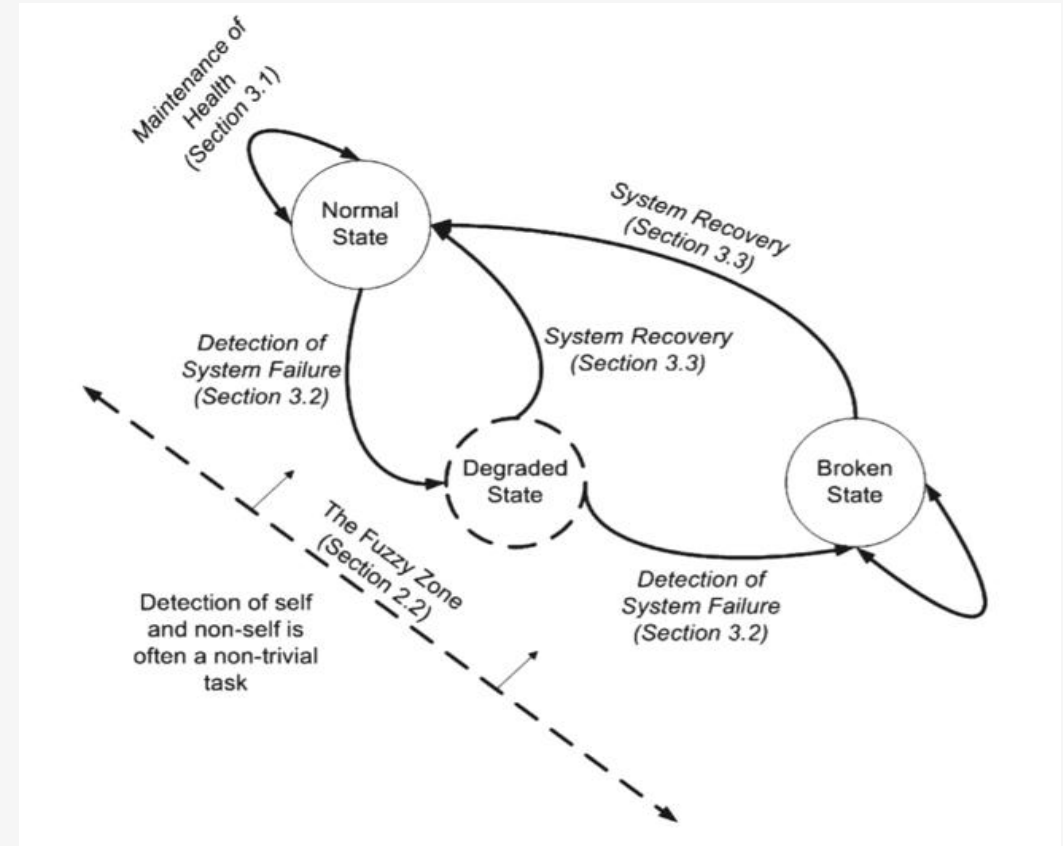 Maintenance of
Health
(Section 3.1)
Normal
State
System Recovery
(Section 3.3)
Detection of
System Failure
(Section 3.2)
System Recovery
(Section 3.3)
Degraded
State
Broken
State
The Fuzzy Zone
(Section 2.2)
Detection of
System Failure
(Section 3.2)
Detection of self
and non-self is
often a non-trivial
task